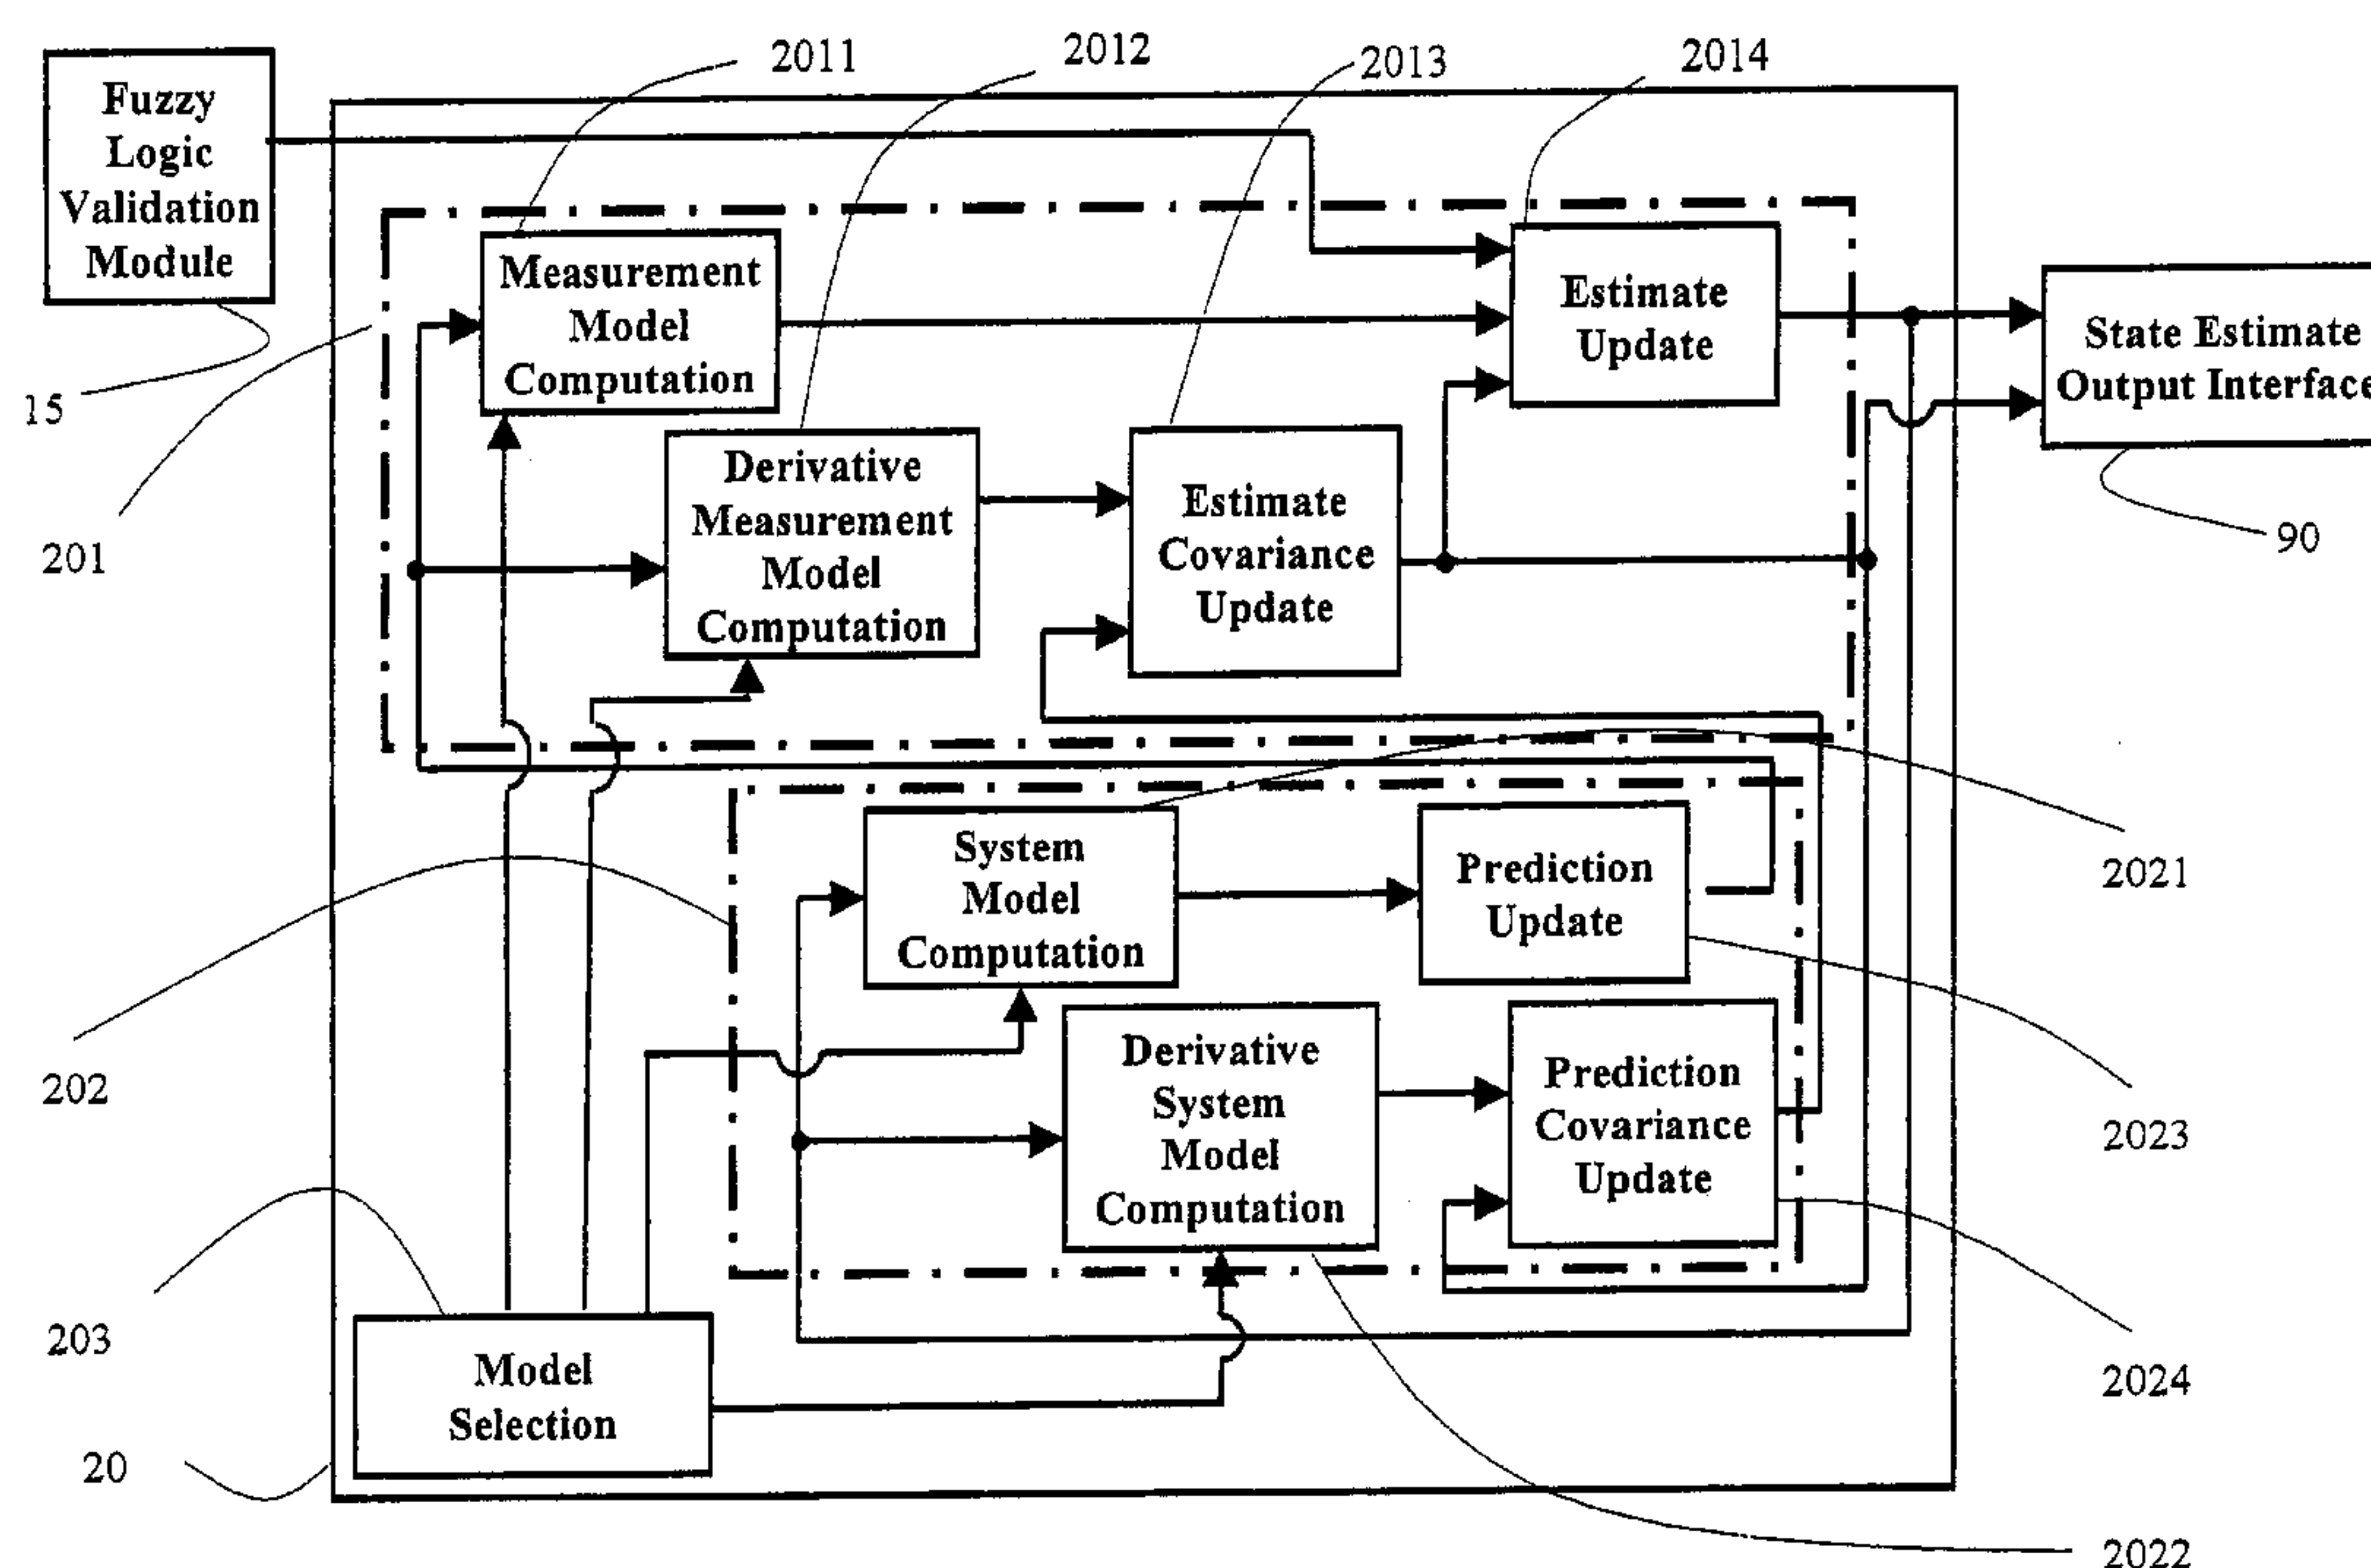 2011
2012
2013
2014
Fuzzy
Logic
Validation
Module
15
201
Measurement
Model
Computation
Estimate
Update
State Estimate
Output Interface
90
Derivative
Measurement
Model
Computation
Estimate
Covariance
Update
System
Model
Computation
Prediction
Update
2021
202
Derivative
System
Model
Computation
Prediction
Covariance
Update
2023
203
Model
Selection
2024
20
2022